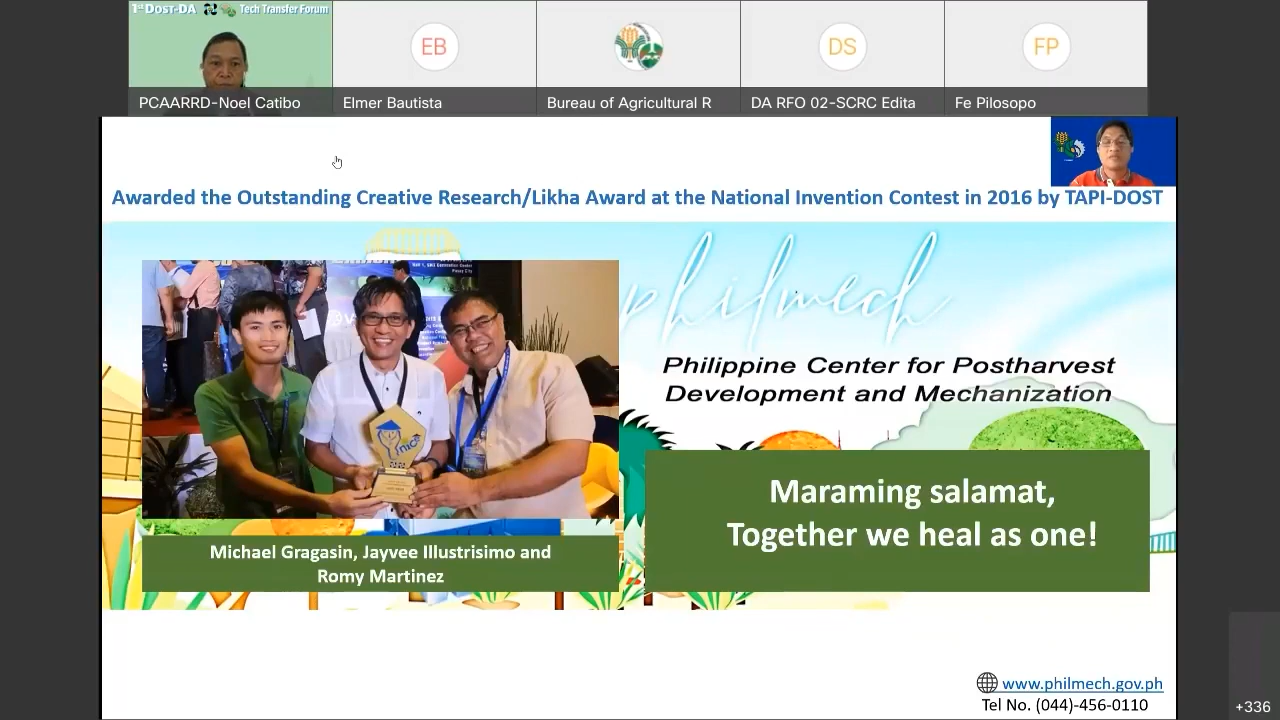 1st DOST-DA Tech Transfer Forum
PCAARRD-Noel Catibo
EB
Elmer Bautista
Bureau of Agricultural R
DS
DA RFO 02-SCRC Edita
FP
Fe Pilosopo
Awarded the Outstanding Creative Research/Likha Award at the National Invention Contest in 2016 by TAPI-DOST
philmech
Philippine Center for Postharvest
Development and Mechanization
nica
Maraming salamat,
Together we heal as one!
Michael Gragasin, Jayvee Illustrisimo and
Romy Martinez
www.philmech.gov.ph
Tel No. (044)-456-0110
+336